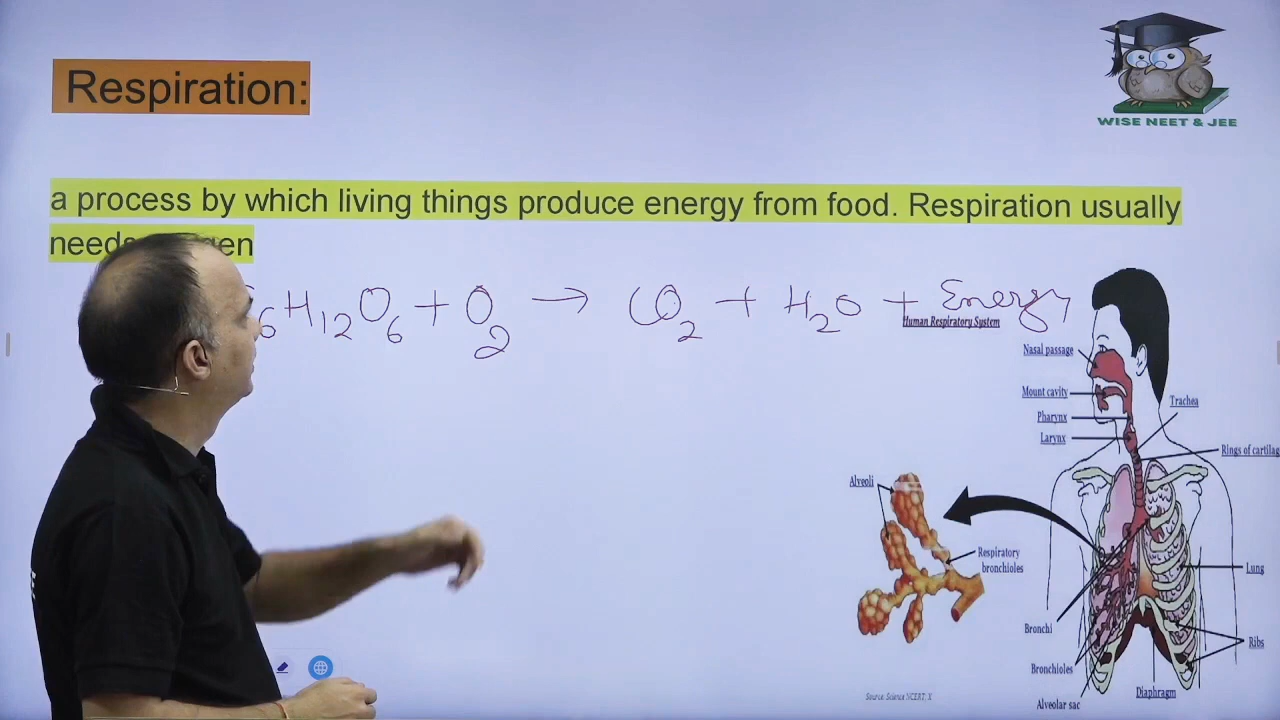 Respiration:
WISE NEET & JEE
a process by which living things produce energy from food. Respiration usually
needs
6H12O6 + O2 → CO2 + H2O + Energy
Human Respiratory System
Nasal passage
Mount cavity
Pharynx
Larynx
Trachea
Rings of cartilag
Alveoli
Respiratory
bronchioles
Lung
Bronchi
Ribs
Bronchioles
Diaphragm
Alveolar sac
Source: Science NCERT, X